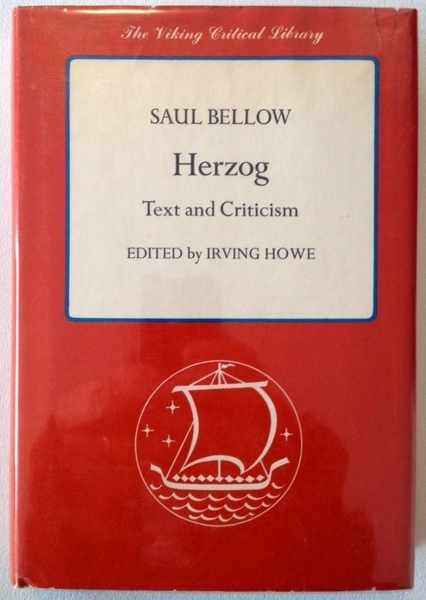 The Viking Critical Library
SAUL BELLOW
Herzog
Text and Criticism
EDITED by IRVING HOWE